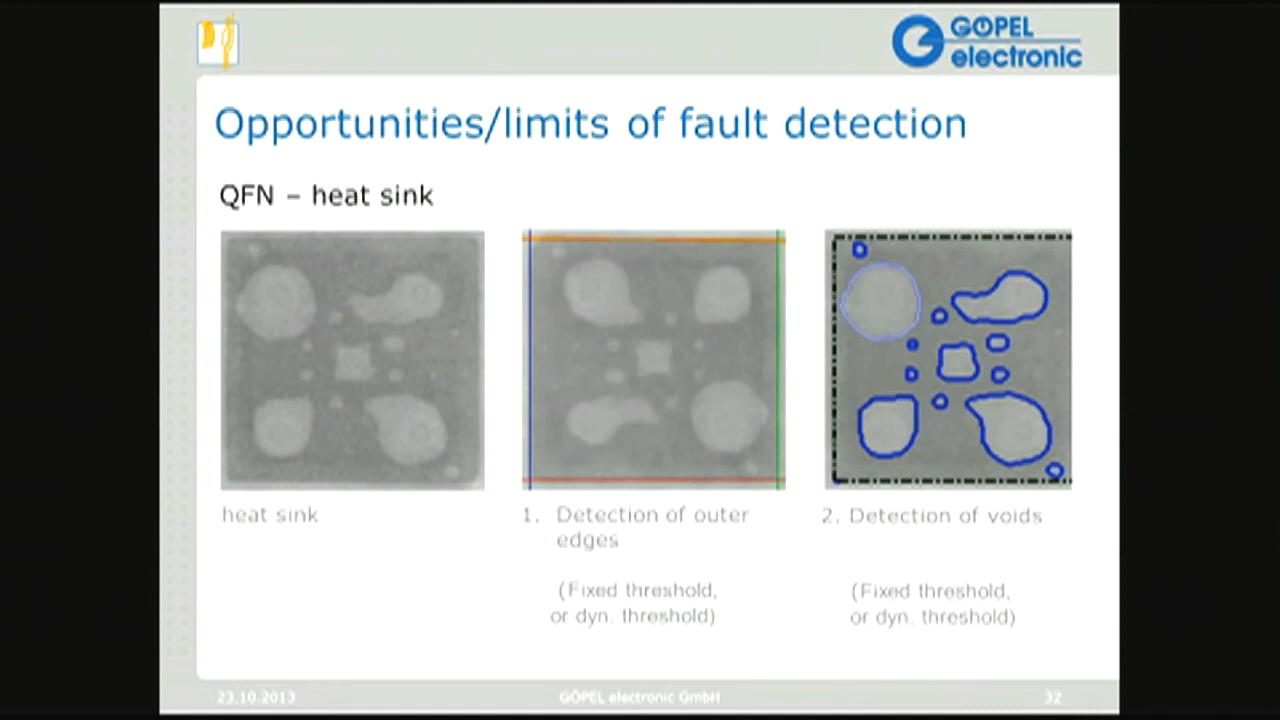 GÖPEL
electronic
Opportunities/limits of fault detection
QFN – heat sink
heat sink
1. Detection of outer
edges
(Fixed threshold,
or dyn. threshold)
2. Detection of voids
(Fixed threshold,
or dyn. threshold)
23.10.2013
GÖPEL electronic GmbH
32